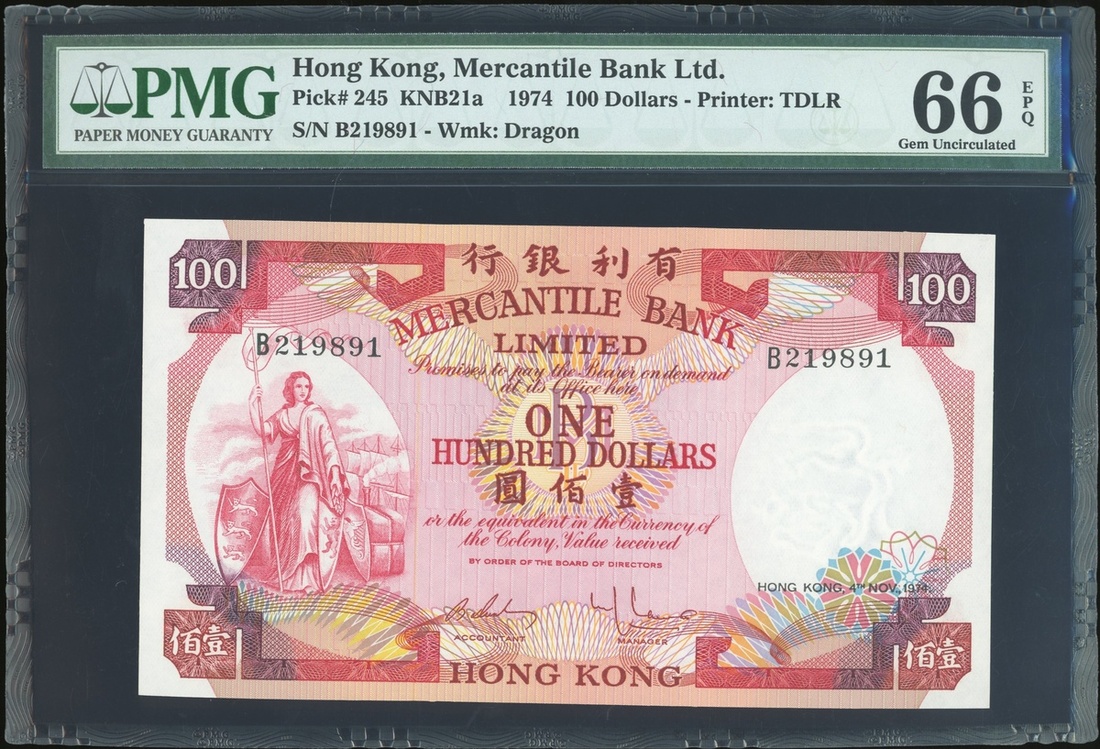 PMG
PAPER MONEY GUARANTY
Hong Kong, Mercantile Bank Ltd.
Pick# 245 KNB21a 1974 100 Dollars - Printer: TDLR
S/N B219891 - Wmk: Dragon
66 EPQ
Gem Uncirculated
100
行銀利有
100
MERCANTILE BANK
LIMITED
B219891
B219891
Promises to pay the Bearer on demand
at its Office here
ONE
HUNDRED DOLLARS
圓佰壹
or the equivalent in the Currency of
the Colony, Value received
BY ORDER OF THE BOARD OF DIRECTORS
HONG KONG, 4TH NOV. 1974.
ACCOUNTANT
MANAGER
佰壹
HONG KONG
佰壹